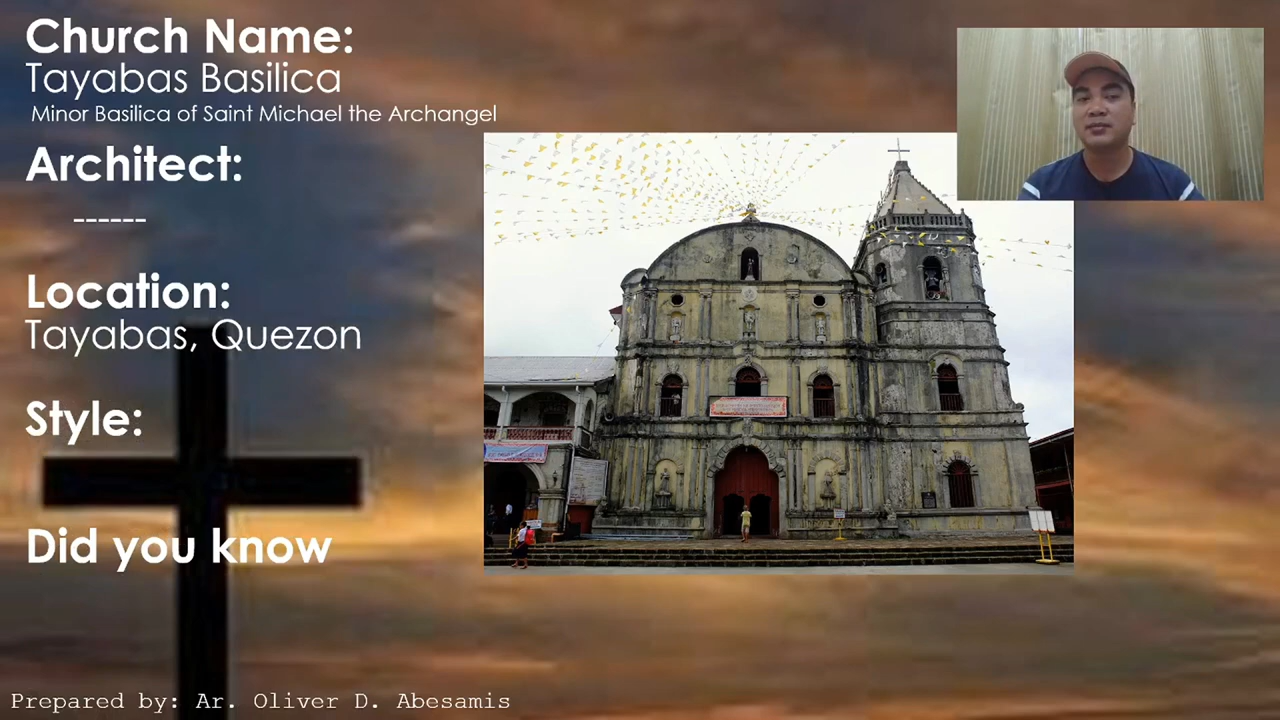 Church Name:
Tayabas Basilica
Minor Basilica of Saint Michael the Archangel
Architect:
------
Location:
Tayabas, Quezon
Style:
Did you know
Prepared by: Ar. Oliver D. Abesamis